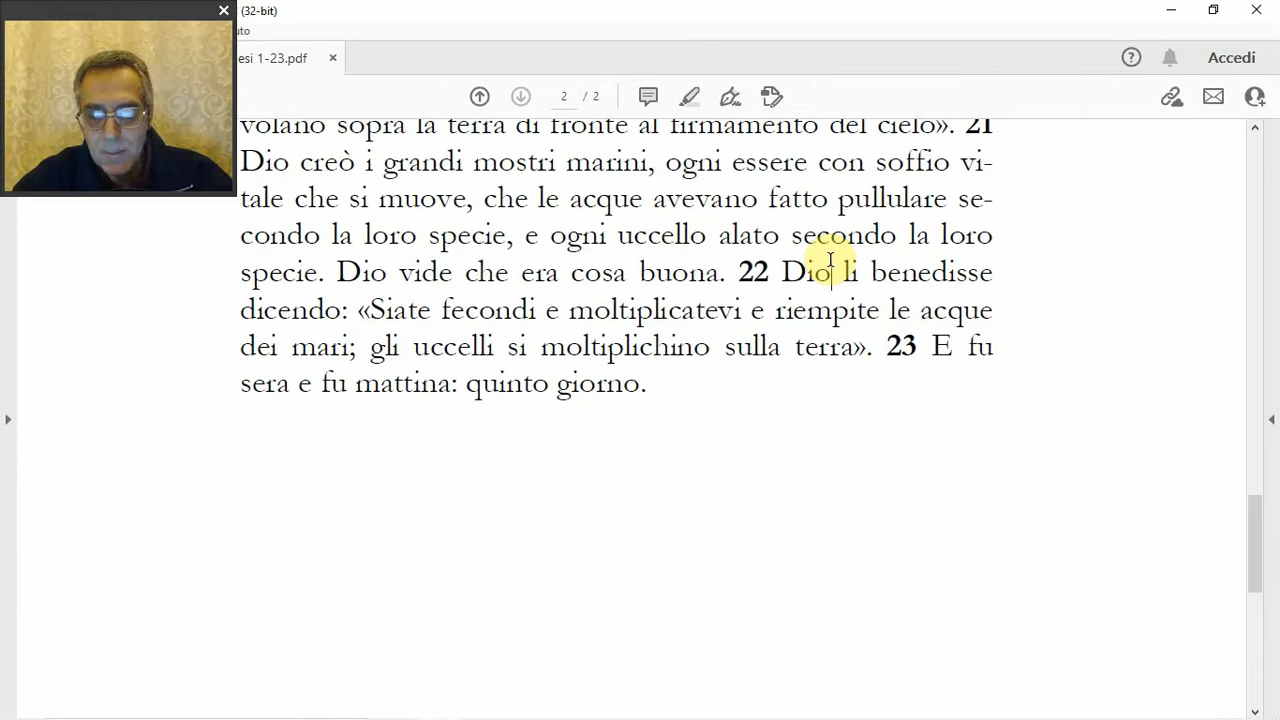 (32-bit)
uto
esi 1-23.pdf
Accedi
2 / 2
volano sopra la terra di fronte al firmamento del cielo». 21
Dio creò i grandi mostri marini, ogni essere con soffio vi-
tale che si muove, che le acque avevano fatto pullulare se-
condo la loro specie, e ogni uccello alato secondo la loro
specie. Dio vide che era cosa buona. 22 Dio li benedisse
dicendo: «Siate fecondi e moltiplicatevi e riempite le acque
dei mari; gli uccelli si moltiplichino sulla terra». 23 E fu
sera e fu mattina: quinto giorno.